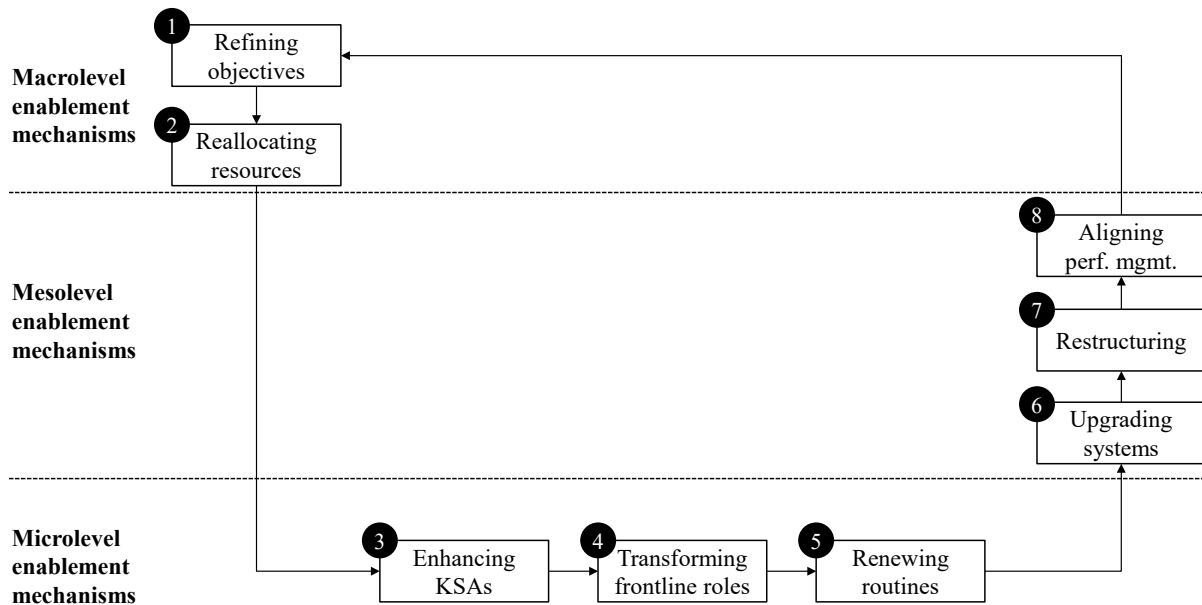 1
Refining
objectives
Macrolevel
enablement
mechanisms
2
Reallocating
resources
8
Aligning
perf. mgmt.
Mesolevel
enablement
mechanisms
7
Restructuring
6
Upgrading
systems
Microlevel
enablement
mechanisms
3
Enhancing
KSAs
4
Transforming
frontline roles
5
Renewing
routines